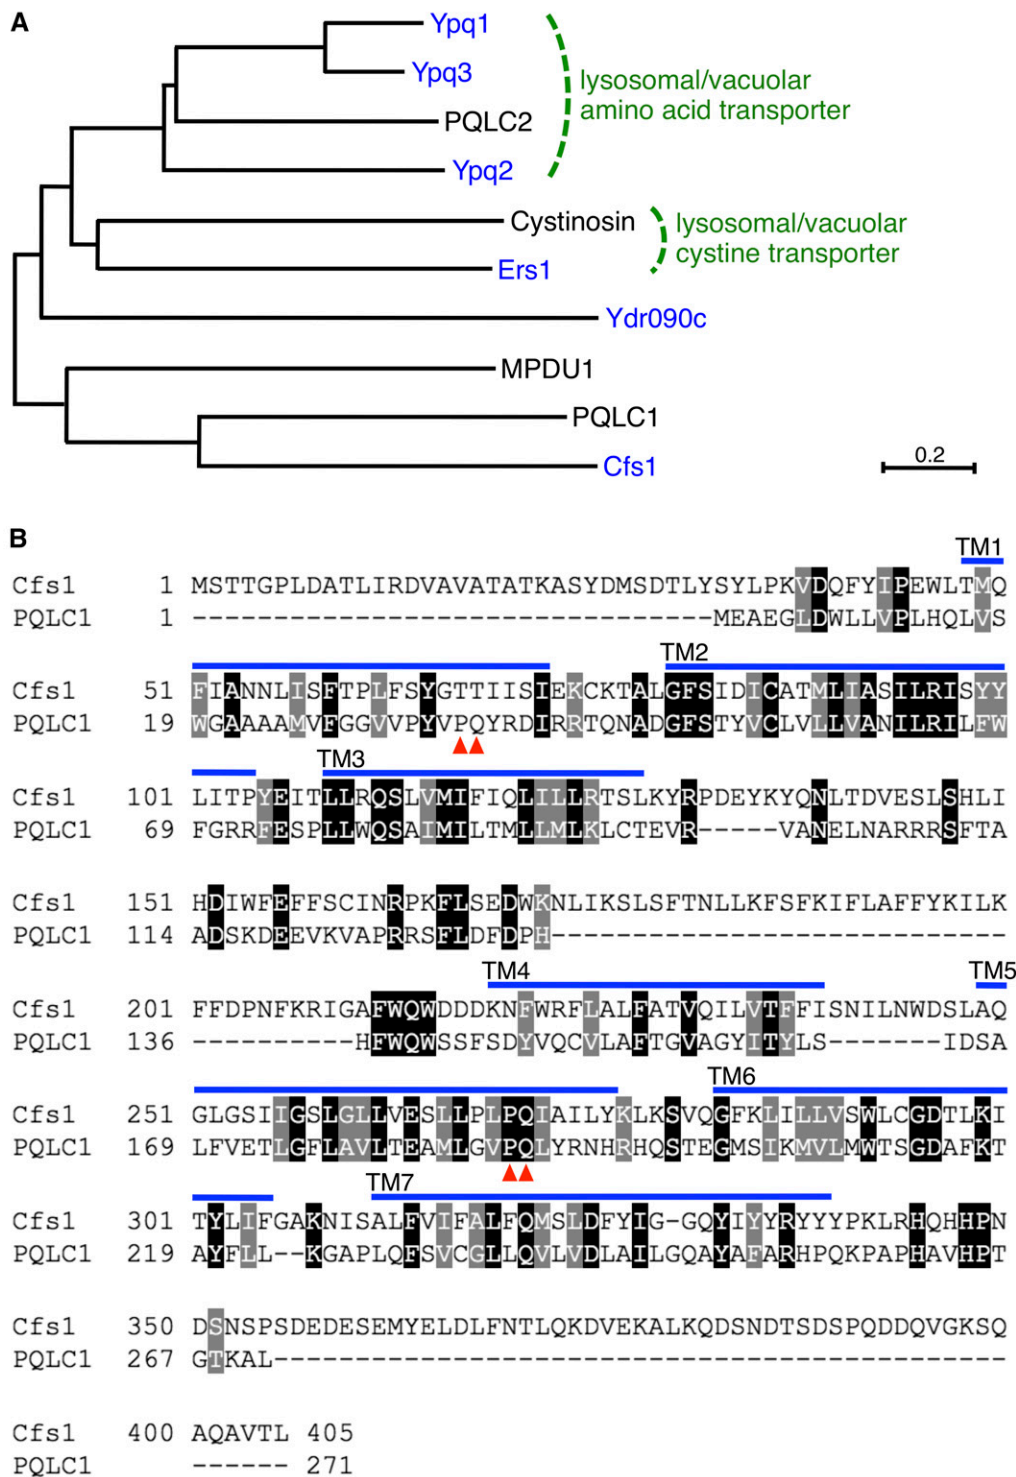 A
Ypq1
Ypq3
PQLC2
Ypq2
lysosomal/vacuolar
amino acid transporter
Cystinosin
Ers1
lysosomal/vacuolar
cystine transporter
Ydr090c
MPDU1
PQLC1
Cfs1
0.2
B
TM1
Cfs1 1 MSTTGPLDATLIRDVAVATATKASYDMSDTLYSYLPKVDQFYIPEWLTMQ
PQLC1 1 --------------------------------MEAEGLDWLLVPLHQLVS
TM2
Cfs1 51 FIANNLISFTPLFSYGTTIISIEKCKTALGFSIDICATMLIASILRISYY
PQLC1 19 WGAAAAMVFGGVVPYVPQYRDIRRTQNADGFSTYVCLVLLVANILRILFW
TM3
Cfs1 101 LITPYEITLLRQSLVMIFIQLILLRTSLKYRPDEYKYQNLTDVESLSHLI
PQLC1 69 FGRRFESPLLWQSAIMILTMLLMLKLCTEVR-----VANELNARRRSFTA
Cfs1 151 HDIWFEFFSCINRPKFLSEDWKNLIKSLSFTNLLKFSFKIFLAFFYKILK
PQLC1 114 ADSKDEEVKVAPRRSFLDFDPH----------------------------
TM4 TM5
Cfs1 201 FFDPNFKRIGAFWQWDDDKNFWRFLALFATVQILVTFFISNILNWDSLAQ
PQLC1 136 ----------HFWQWSSFSDYVQCVLAFTGVAGYITYLS-------IDSA
TM6
Cfs1 251 GLGSIIGSLGLLVESLLPLPQIAILYKLKSVQGFKLILLVSWLCGDTLKI
PQLC1 169 LFVETLGFLAVLTEAMLGVPQLYRNHRHQSTEGMSIKMVLMWTSGDAFKT
TM7
Cfs1 301 TYLIFGAKNISALFVIFALFQMSLDFYIG-GQYIYYRYYYPKLRHQHHPN
PQLC1 219 AYFLL--KGAPLQFSVCGLLQVLVDLAILGQAYAFARHPQKPAPHAVHPT
Cfs1 350 DSNSPSDEDESEMYELDLFNTLQKDVEKALKQDSNDTSDSPQDDQVGKSQ
PQLC1 267 GTKAL---------------------------------------------
Cfs1 400 AQAVTL 405
PQLC1 ------ 271